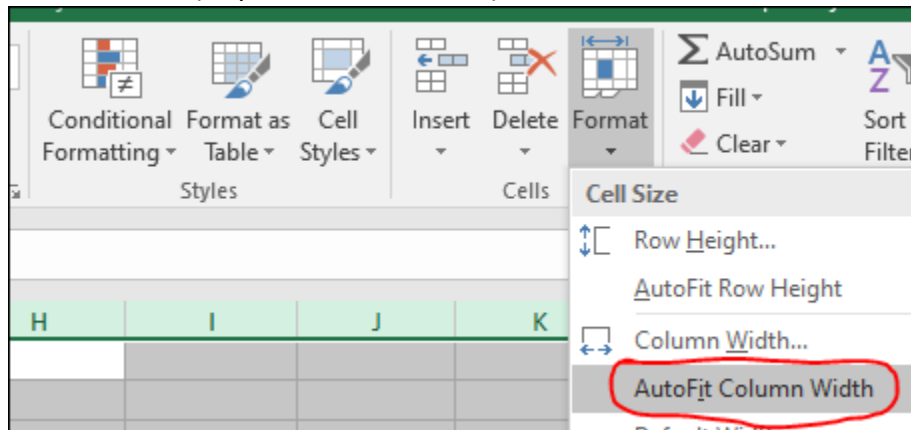 AutoSum
Fill
Clear
Conditional Formatting
Format as Table
Cell Styles
Insert
Delete
Format
Sort
Filter
Styles
Cells
Cell Size
Row Height...
AutoFit Row Height
H I J K
Column Width...
AutoFit Column Width